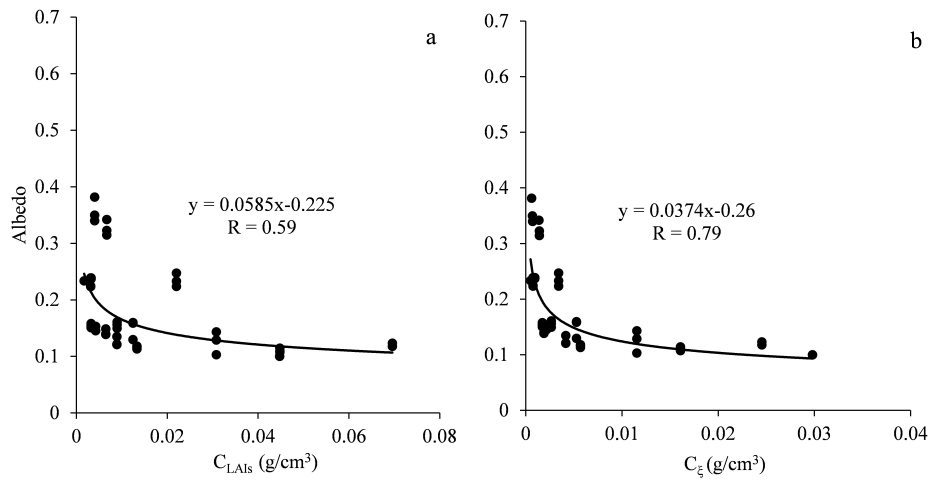 a
0.7
0.6
0.5
0.4
0.3
0.2
0.1
0
Albedo
y = 0.0585x-0.225
R = 0.59
0 0.02 0.04 0.06 0.08
C_LAIs (g/cm³)
b
0.7
0.6
0.5
0.4
0.3
0.2
0.1
0
y = 0.0374x-0.26
R = 0.79
0 0.01 0.02 0.03 0.04
C_ξ (g/cm³)